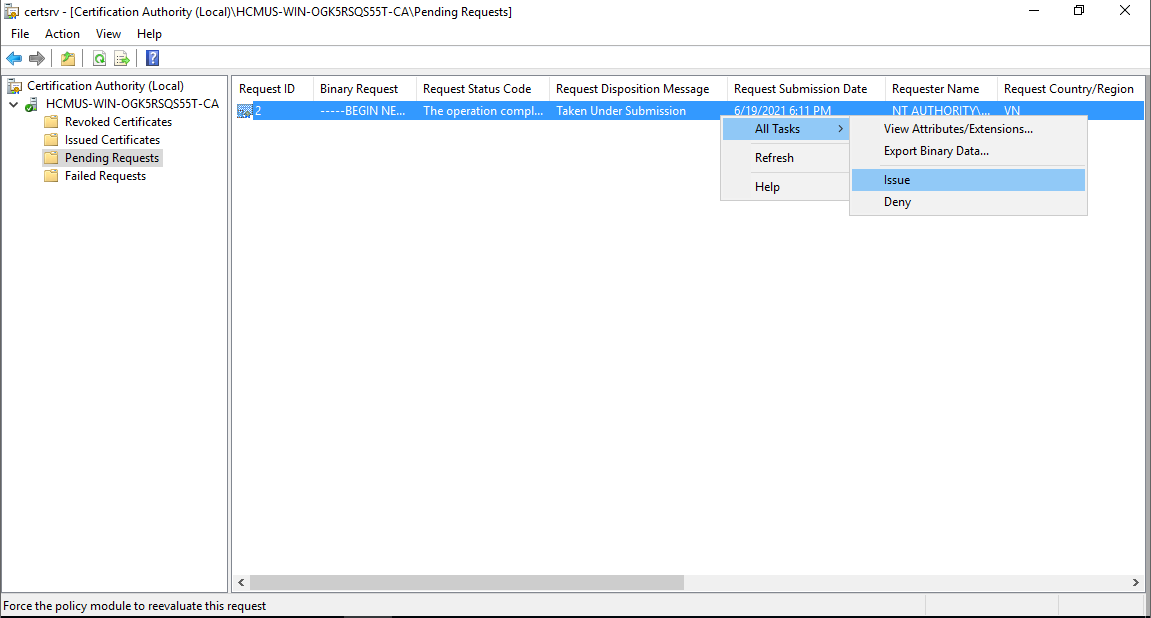 certsrv - [Certification Authority (Local)\HCMUS-WIN-OGK5RSQS55T-CA\Pending Requests]
File Action View Help
Certification Authority (Local)
HCMUS-WIN-OGK5RSQS55T-CA
Revoked Certificates
Issued Certificates
Pending Requests
Failed Requests
Request ID Binary Request Request Status Code Request Disposition Message Request Submission Date Requester Name Request Country/Region
2 -----BEGIN NE... The operation compl... Taken Under Submission 6/19/2021 6:11 PM NT AUTHORITY\... VN
All Tasks
Refresh
Help
View Attributes/Extensions...
Export Binary Data...
Issue
Deny
Force the policy module to reevaluate this request